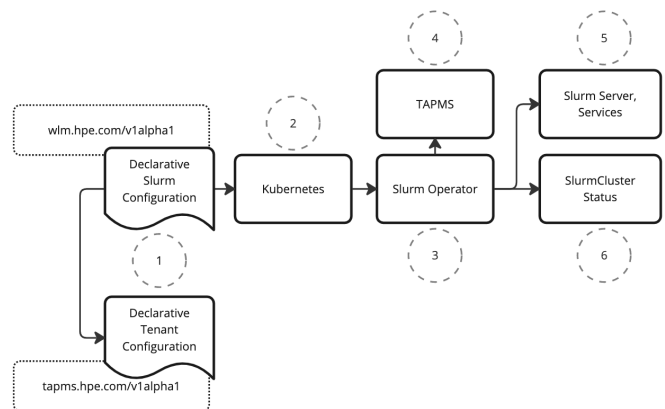 4
5
TAPMS
Slurm Server,
Services
wlm.hpe.com/v1alpha1
2
Declarative
Slurm
Configuration
Kubernetes
Slurm Operator
SlurmCluster
Status
1
3
6
Declarative
Tenant
Configuration
tapms.hpe.com/v1alpha1